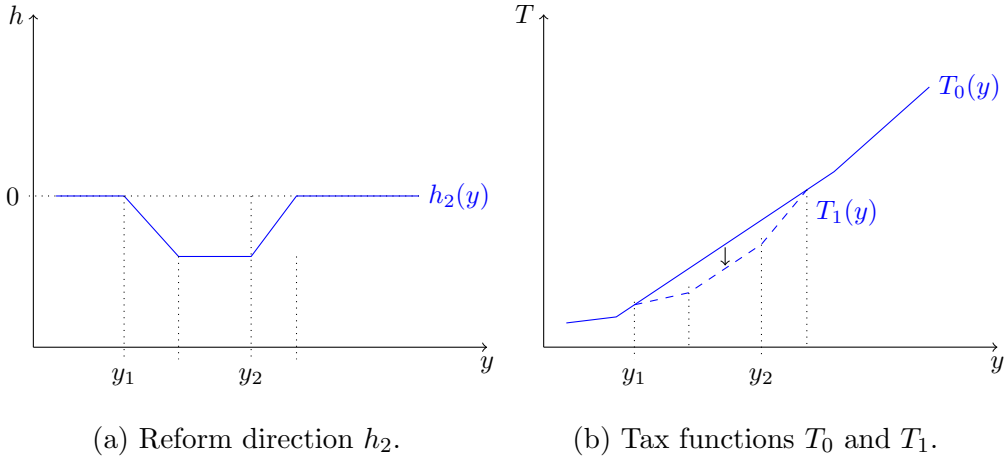 h
0
h₂(y)
y₁
y₂
y
(a) Reform direction h₂.
T
T₀(y)
T₁(y)
y₁
y₂
y
(b) Tax functions T₀ and T₁.